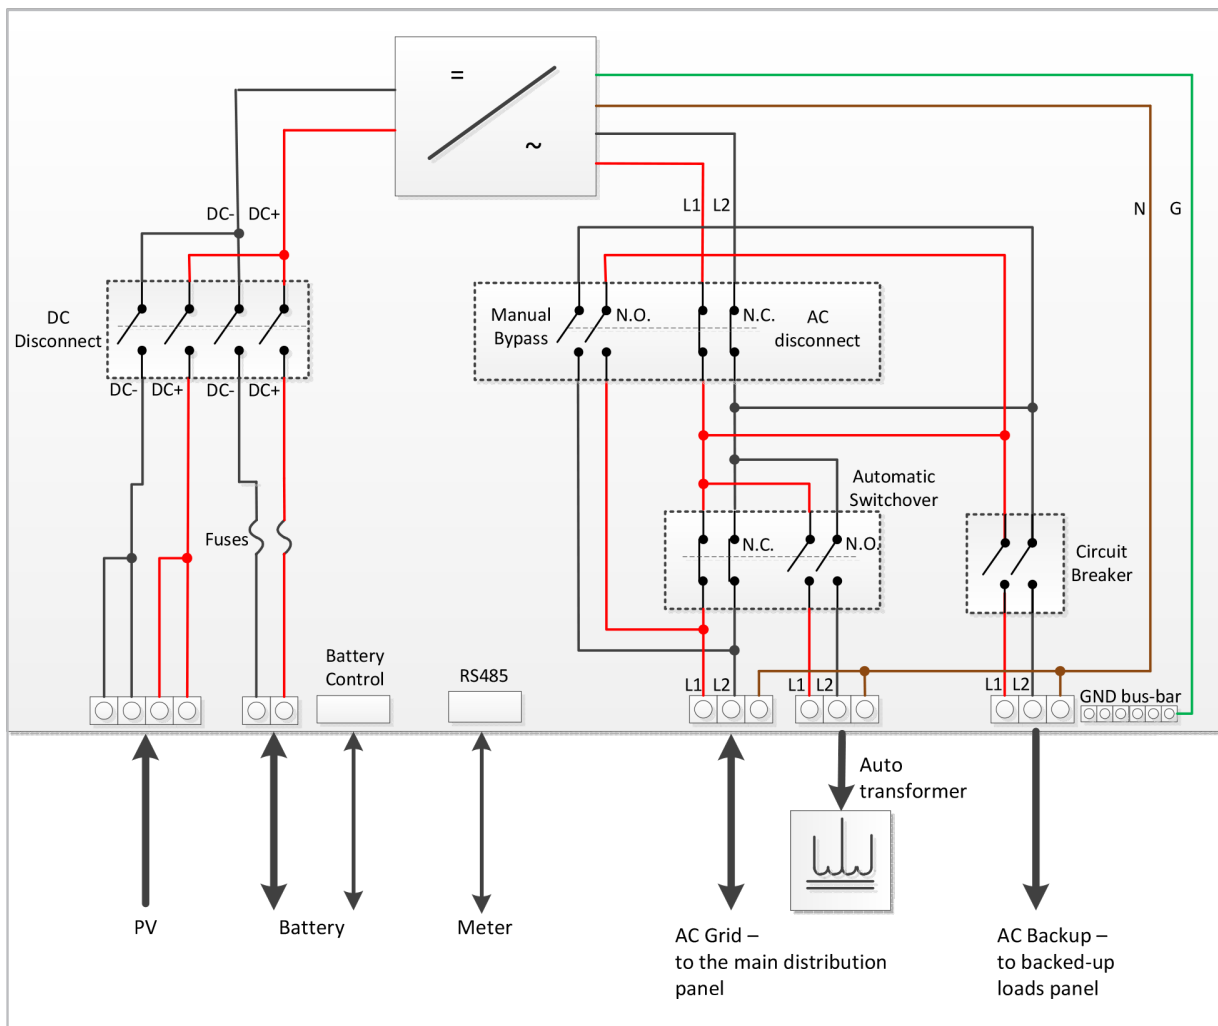 =
~
DC- DC+
L1 L2
N G
DC
Disconnect
Manual
Bypass
N.O.
N.C.
AC
disconnect
DC- DC+ DC- DC+
Automatic
Switchover
Fuses
N.C.
N.O.
Circuit
Breaker
Battery
Control
RS485
L1 L2
L1 L2
L1 L2
GND bus-bar
Auto
transformer
PV
Battery
Meter
AC Grid –
to the main distribution
panel
AC Backup –
to backed-up
loads panel